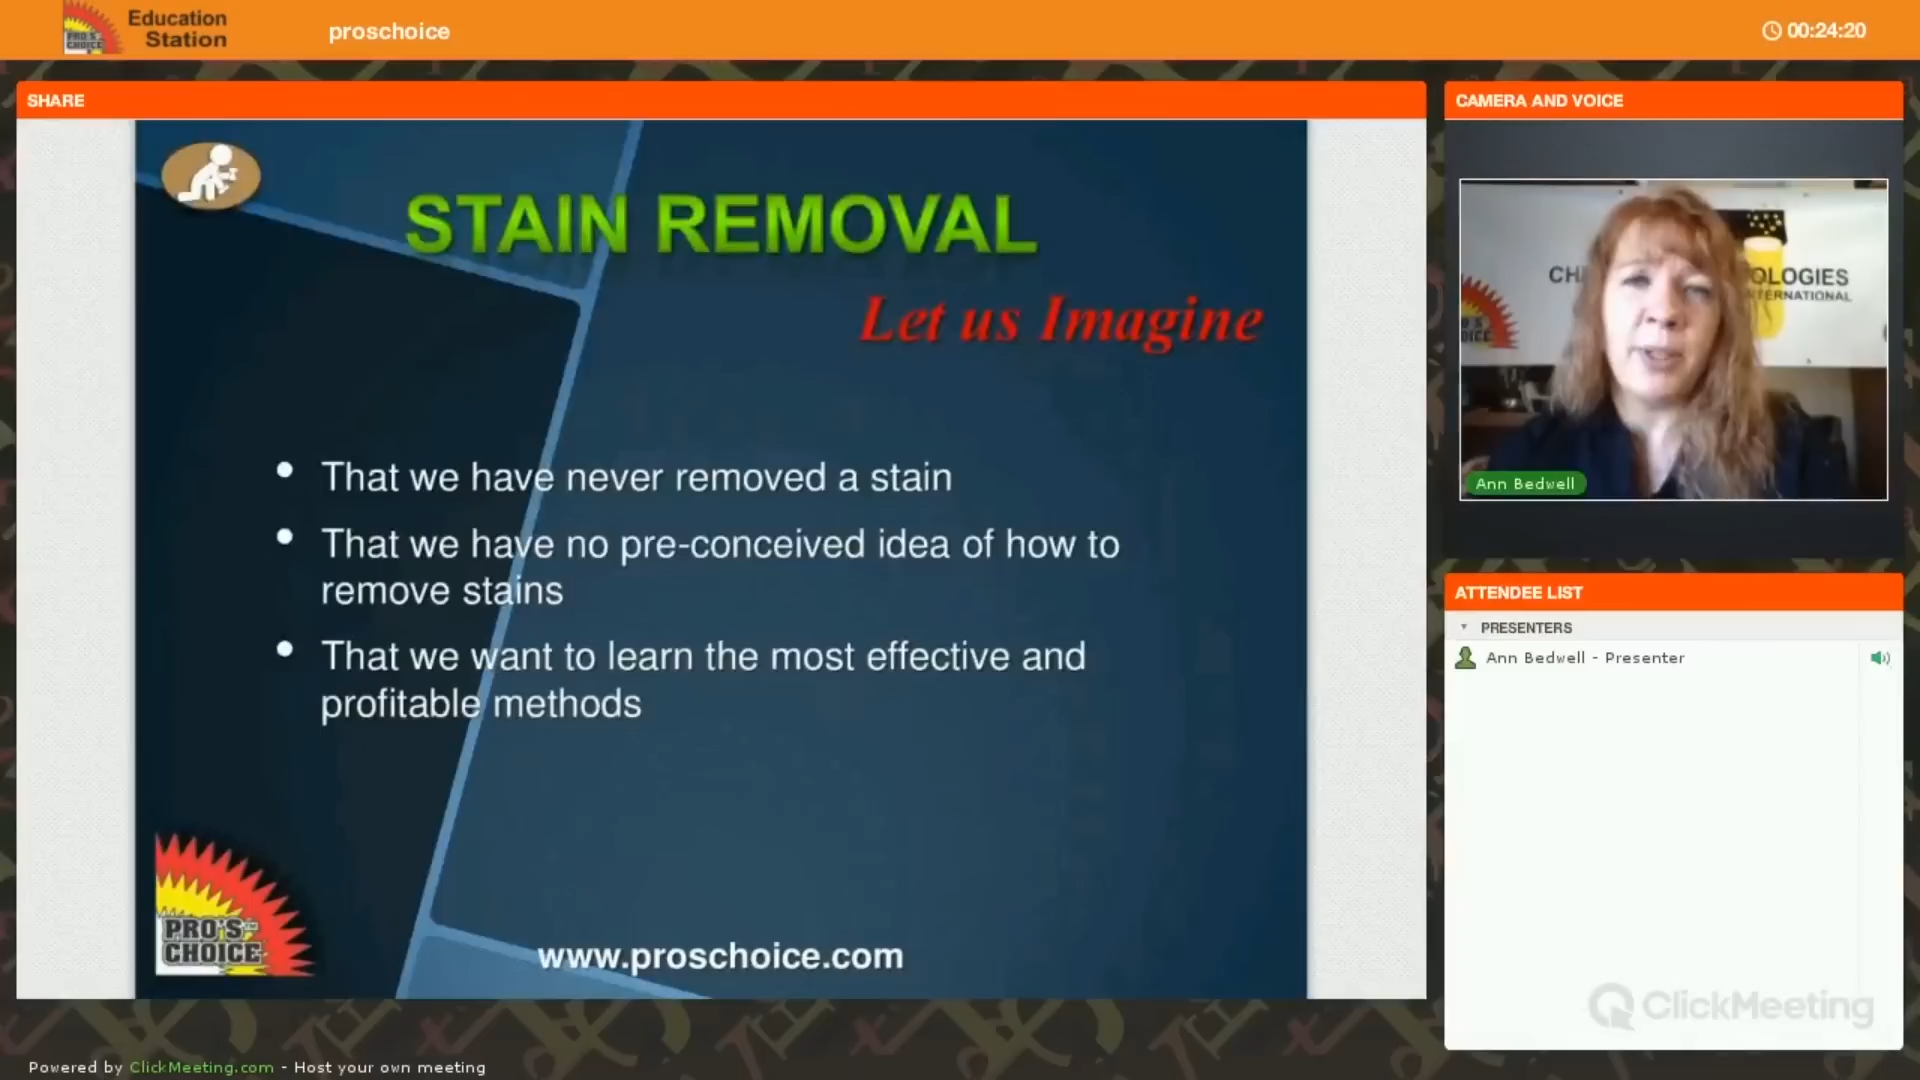 PRO'S
CHOICE
Education
Station
proschoice
00:24:20
SHARE
STAIN REMOVAL
Let us Imagine
• That we have never removed a stain
• That we have no pre-conceived idea of how to
remove stains
• That we want to learn the most effective and
profitable methods
PRO'S™
CHOICE
www.proschoice.com
CAMERA AND VOICE
OLOGIES
Ann Bedwell
ATTENDEE LIST
PRESENTERS
Ann Bedwell - Presenter
ClickMeeting
Powered by ClickMeeting.com - Host your own meeting